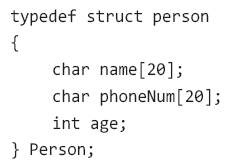 typedef struct person
{
    char name[20];
    char phoneNum[20];
    int age;
} Person;